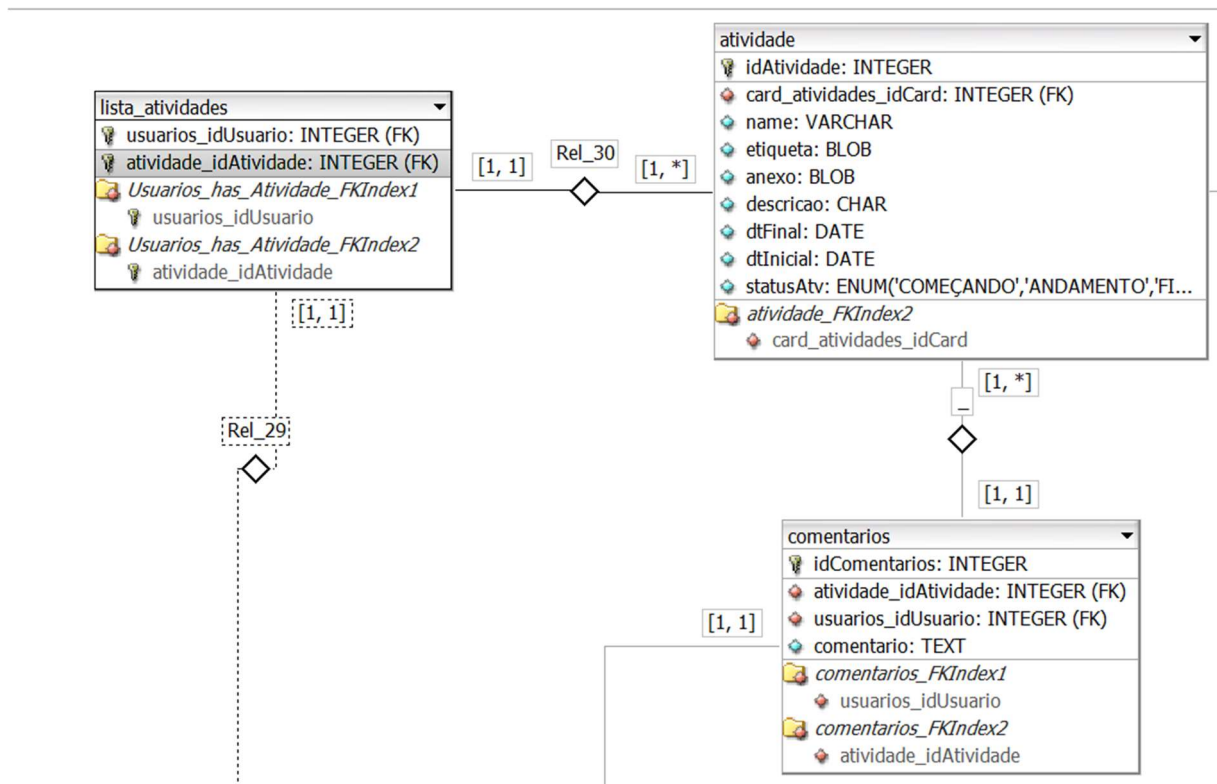 lista_atividades
usuarios_idUsuario: INTEGER (FK)
atividade_idAtividade: INTEGER (FK)
Usuarios_has_Atividade_FKIndex1
usuarios_idUsuario
Usuarios_has_Atividade_FKIndex2
atividade_idAtividade
[1, 1]
Rel_30
[1, *]
atividade
idAtividade: INTEGER
card_atividades_idCard: INTEGER (FK)
name: VARCHAR
etiqueta: BLOB
anexo: BLOB
descricao: CHAR
dtFinal: DATE
dtInicial: DATE
statusAtv: ENUM('COMEÇANDO','ANDAMENTO','FI...
atividade_FKIndex2
card_atividades_idCard
[1, 1]
Rel_29
[1, *]
_
[1, 1]
comentarios
idComentarios: INTEGER
atividade_idAtividade: INTEGER (FK)
usuarios_idUsuario: INTEGER (FK)
comentario: TEXT
comentarios_FKIndex1
usuarios_idUsuario
comentarios_FKIndex2
atividade_idAtividade
[1, 1]